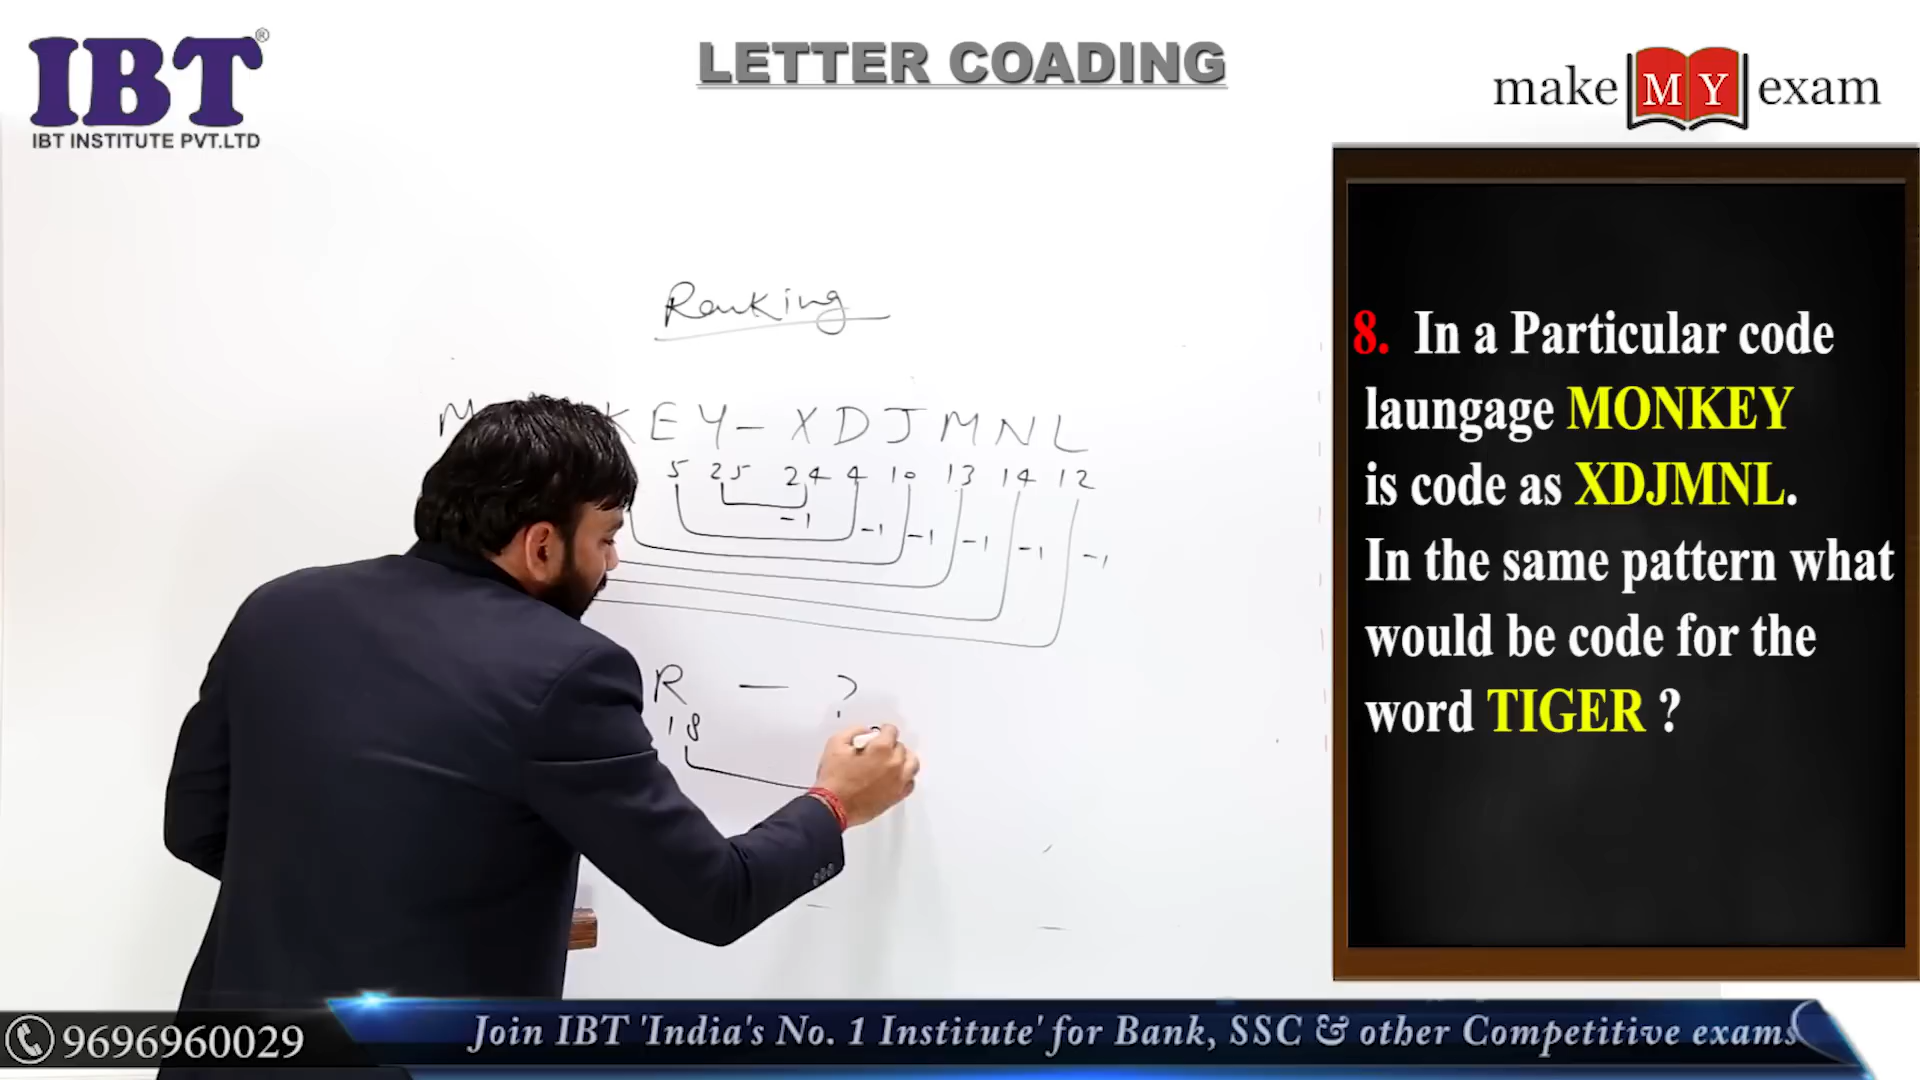 IBT®
IBT INSTITUTE PVT.LTD
LETTER COADING
make MY exam
Ranking
M K E Y – X D J M N L
5 25 24 4 10 13 14 12
-1 -1 -1 -1 -1 -1
R — ?
18
8. In a Particular code
laungage MONKEY
is code as XDJMNL.
In the same pattern what
would be code for the
word TIGER ?
9696960029
Join IBT 'India's No. 1 Institute' for Bank, SSC & other Competitive exams